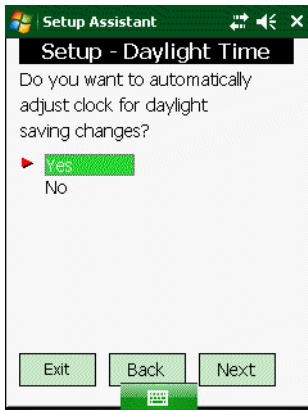 Setup Assistant
Setup - Daylight Time
Do you want to automatically
adjust clock for daylight
saving changes?
Yes
No
Exit Back Next